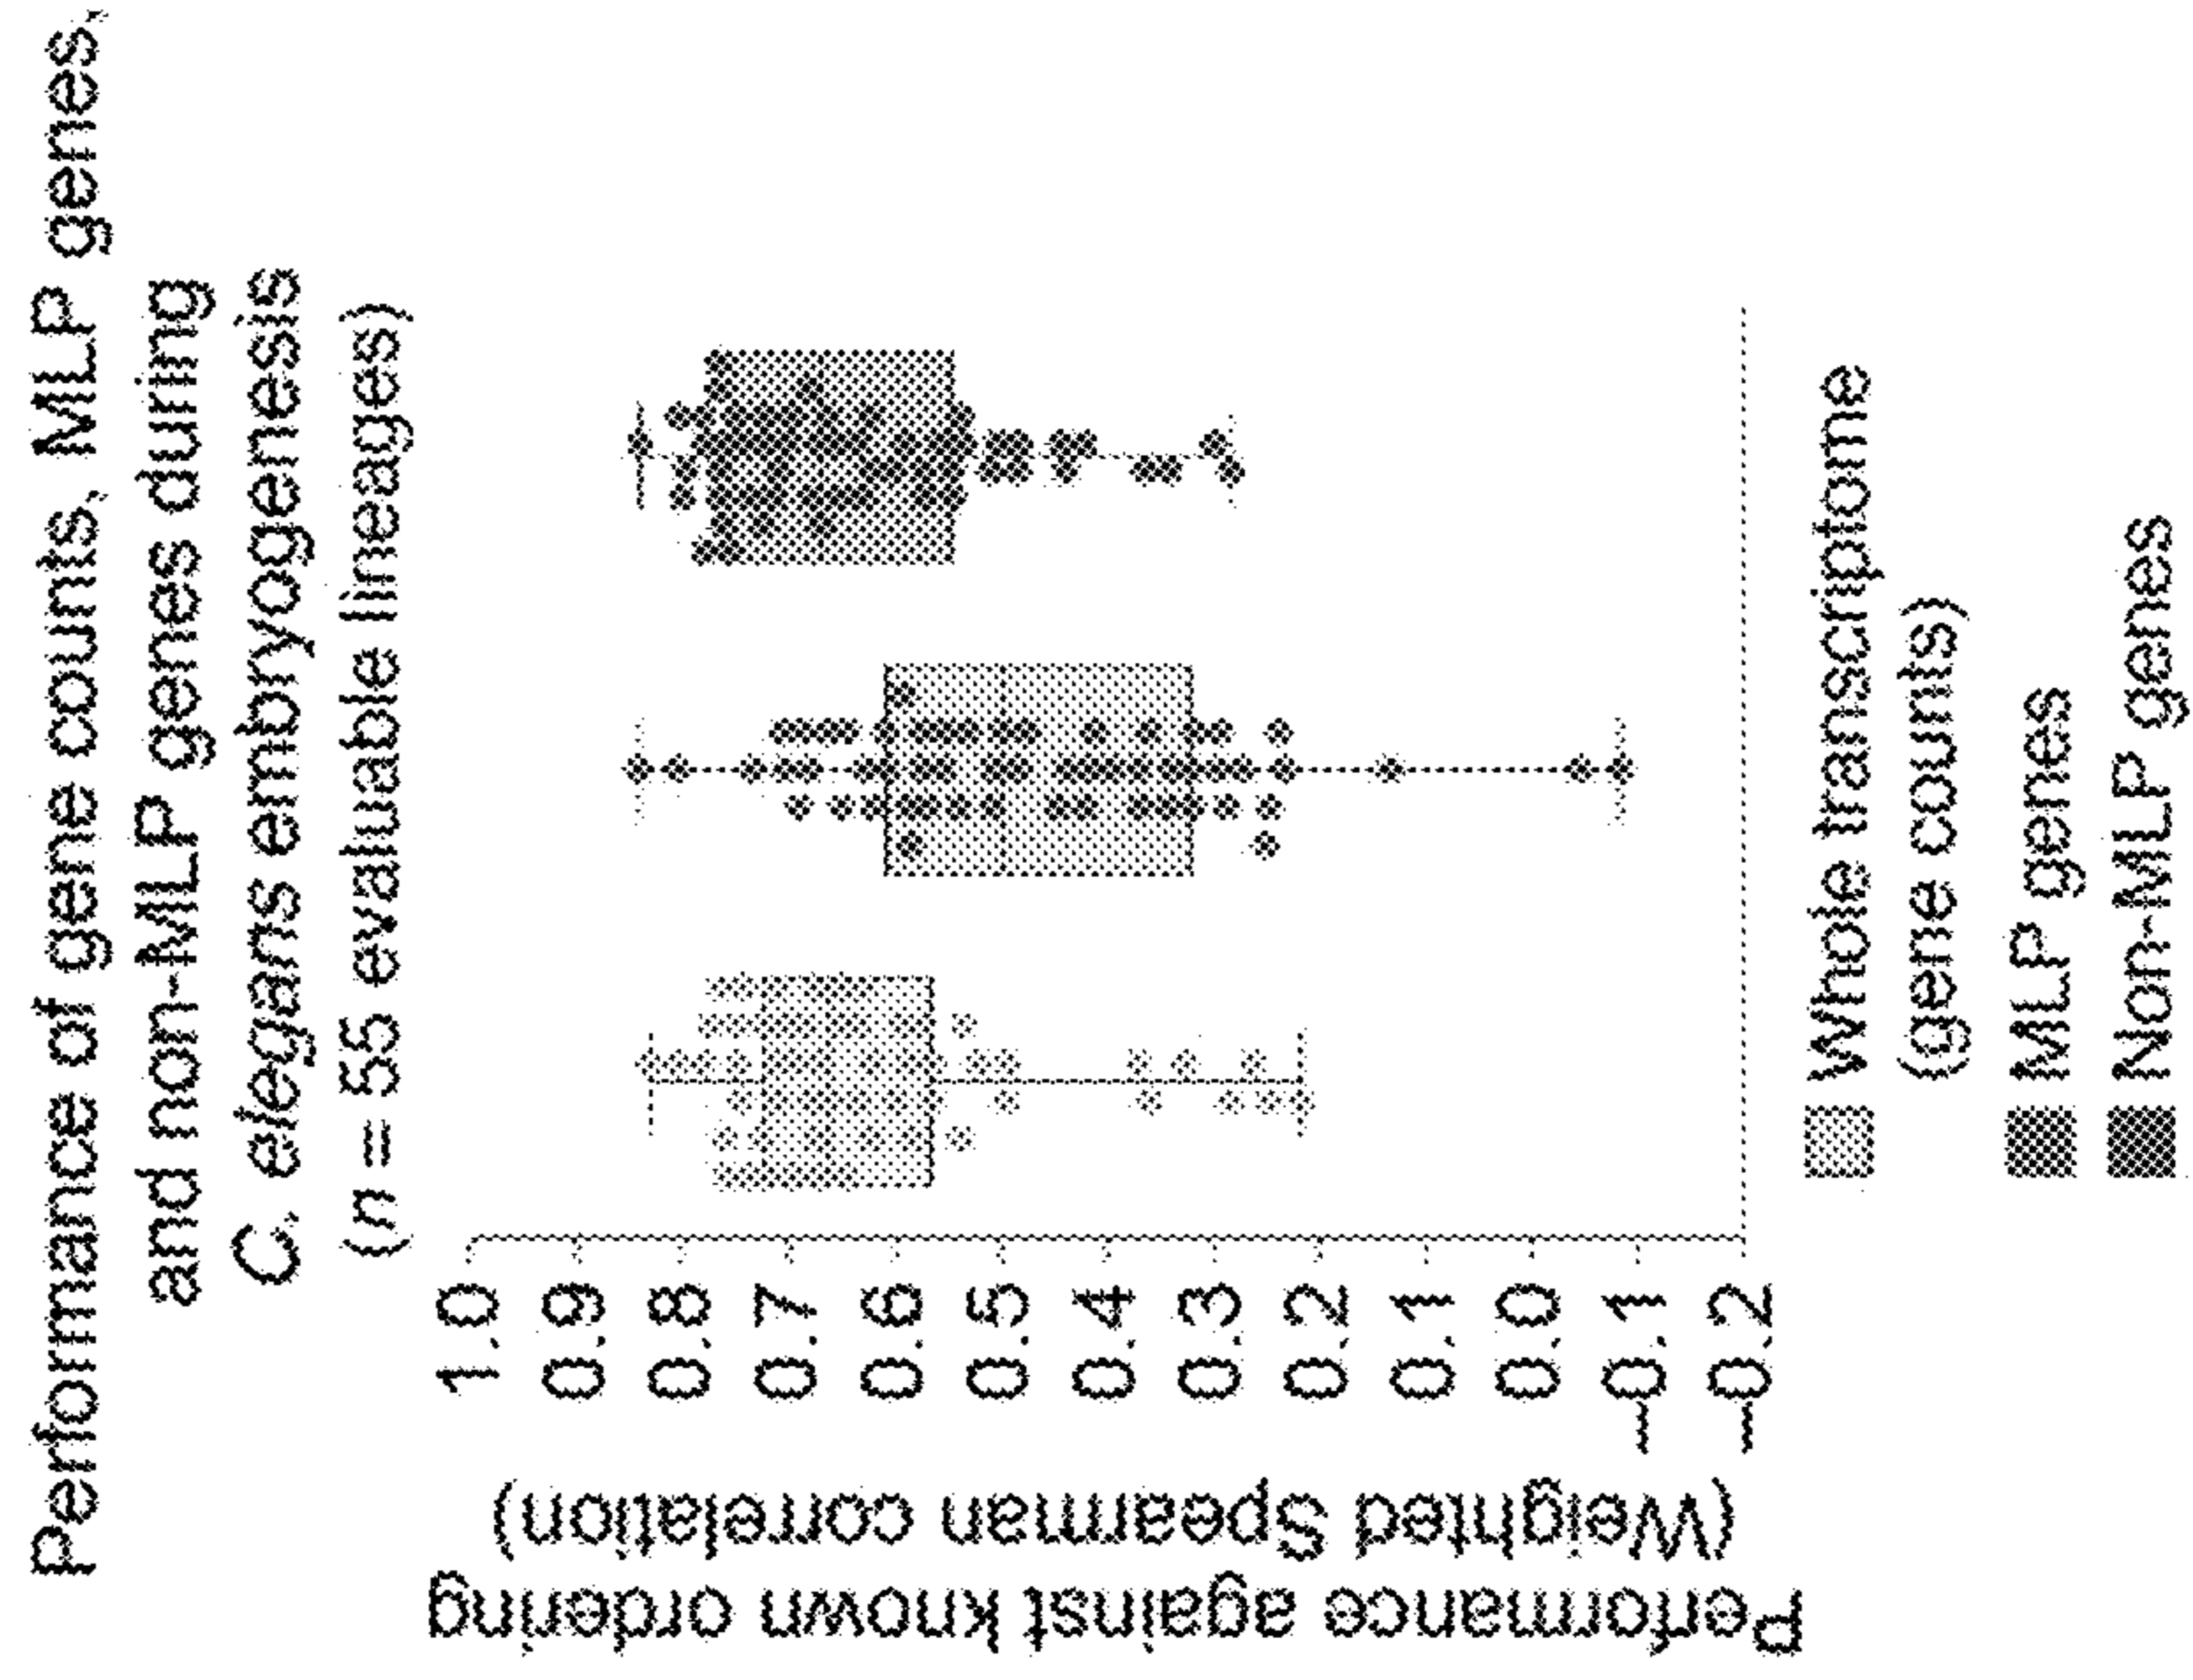 Performance of gene counts, MLP genes,
and non-MLP genes during
C. elegans embryogenesis
(n = 55 evaluable lineages)
Performance against known ordering
(Weighted Spearman correlation)
1.0
0.9
0.8
0.7
0.6
0.5
0.4
0.3
0.2
0.1
0.0
−0.1
−0.2
Whole transcriptome
(gene counts)
MLP genes
Non-MLP genes